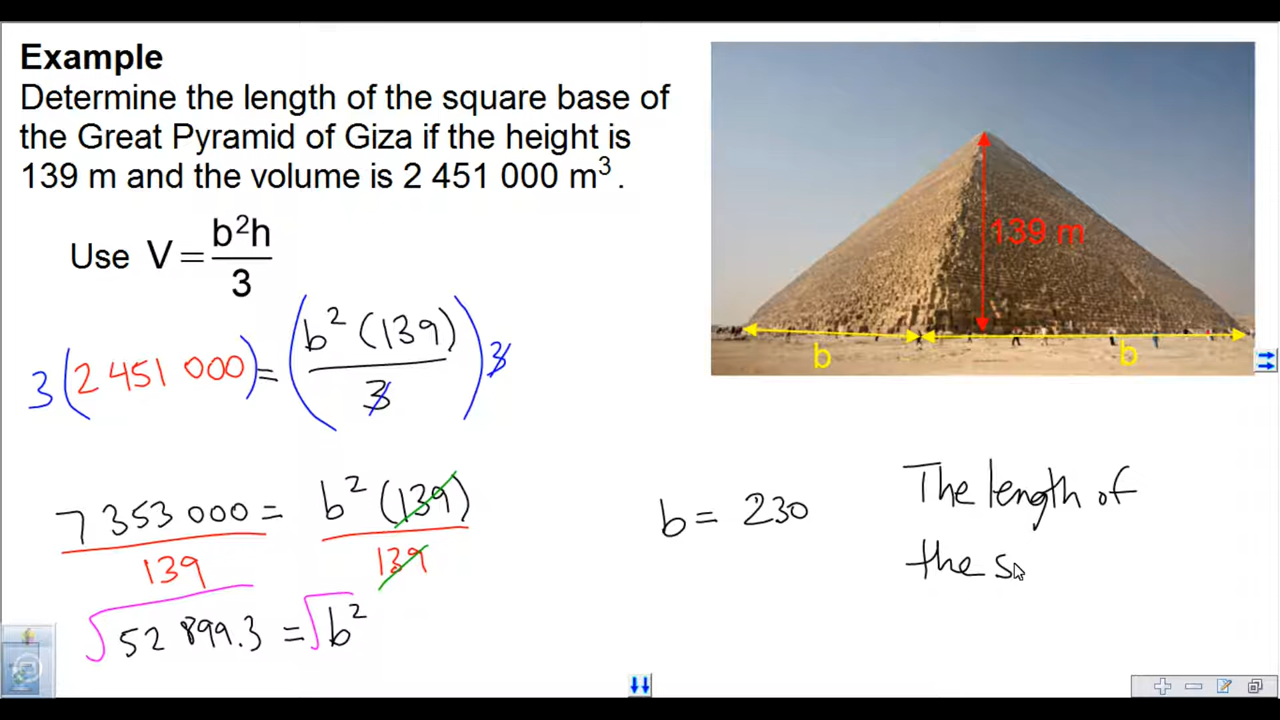 Example
Determine the length of the square base of
the Great Pyramid of Giza if the height is
139 m and the volume is 2 451 000 m³ .
Use V = b²h / 3
3 (2 451 000) = ( b² (139) / 3 ) 3
7 353 000 / 139 = b² (139) / 139
√52 899.3 = √b²
139 m
b b
b = 230
The length of
the s